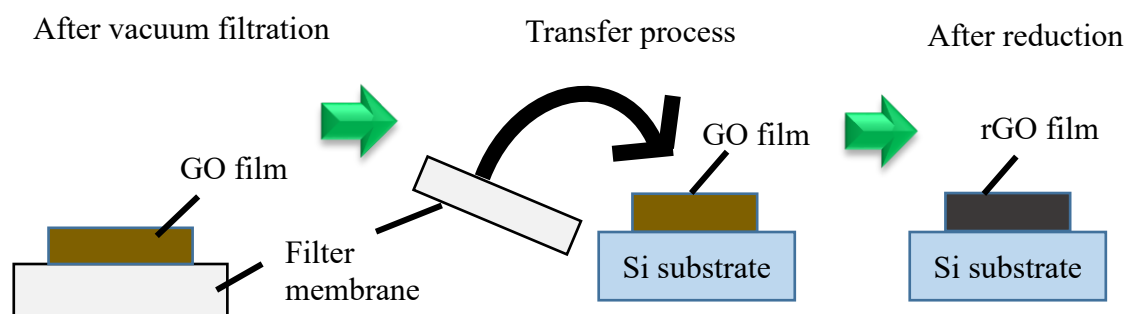 After vacuum filtration
Transfer process
After reduction
GO film
Filter
membrane
GO film
Si substrate
rGO film
Si substrate